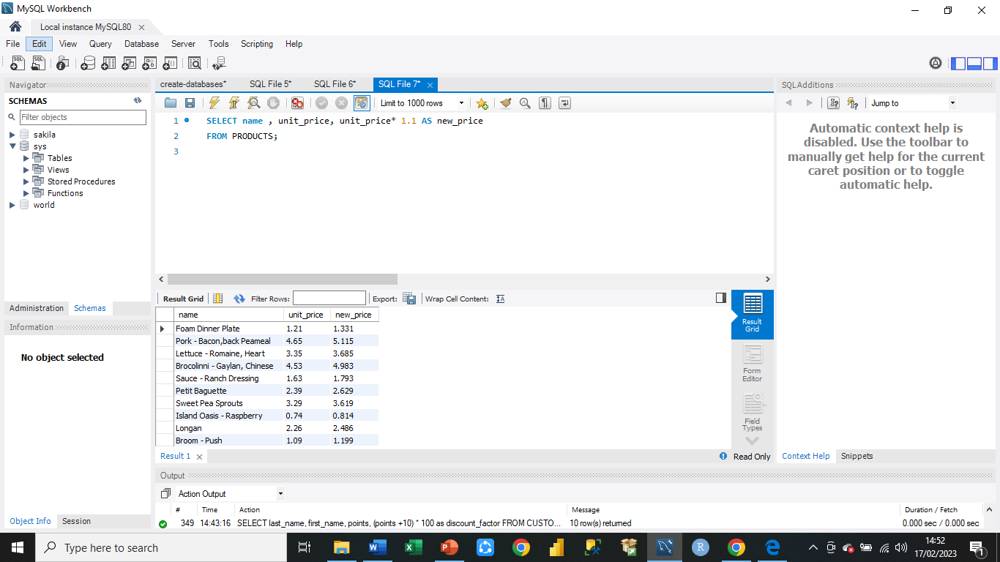 MySQL Workbench
Local instance MySQL80
File Edit View Query Database Server Tools Scripting Help
Navigator
SCHEMAS
Filter objects
sakila
sys
Tables
Views
Stored Procedures
Functions
world
Administration Schemas
Information
No object selected
Object Info Session
create-databases* SQL File 5* SQL File 6* SQL File 7*
Limit to 1000 rows
1 SELECT name , unit_price, unit_price* 1.1 AS new_price
2 FROM PRODUCTS;
3
Result Grid Filter Rows: Export: Wrap Cell Content:
name unit_price new_price
Foam Dinner Plate 1.21 1.331
Pork - Bacon,back Peameal 4.65 5.115
Lettuce - Romaine, Heart 3.35 3.685
Brocolinni - Gaylan, Chinese 4.53 4.983
Sauce - Ranch Dressing 1.63 1.793
Petit Baguette 2.39 2.629
Sweet Pea Sprouts 3.29 3.619
Island Oasis - Raspberry 0.74 0.814
Longan 2.26 2.486
Broom - Push 1.09 1.199
Result Grid
Form Editor
Field Types
Result 1
Read Only
Output
Action Output
# Time Action Message Duration / Fetch
349 14:43:16 SELECT last_name, first_name, points, (points +10) * 100 as discount_factor FROM CUSTO... 10 row(s) returned 0.000 sec / 0.000 sec
SQLAdditions
Jump to
Automatic context help is
disabled. Use the toolbar to
manually get help for the current
caret position or to toggle
automatic help.
Context Help Snippets
Type here to search
14:52
17/02/2023